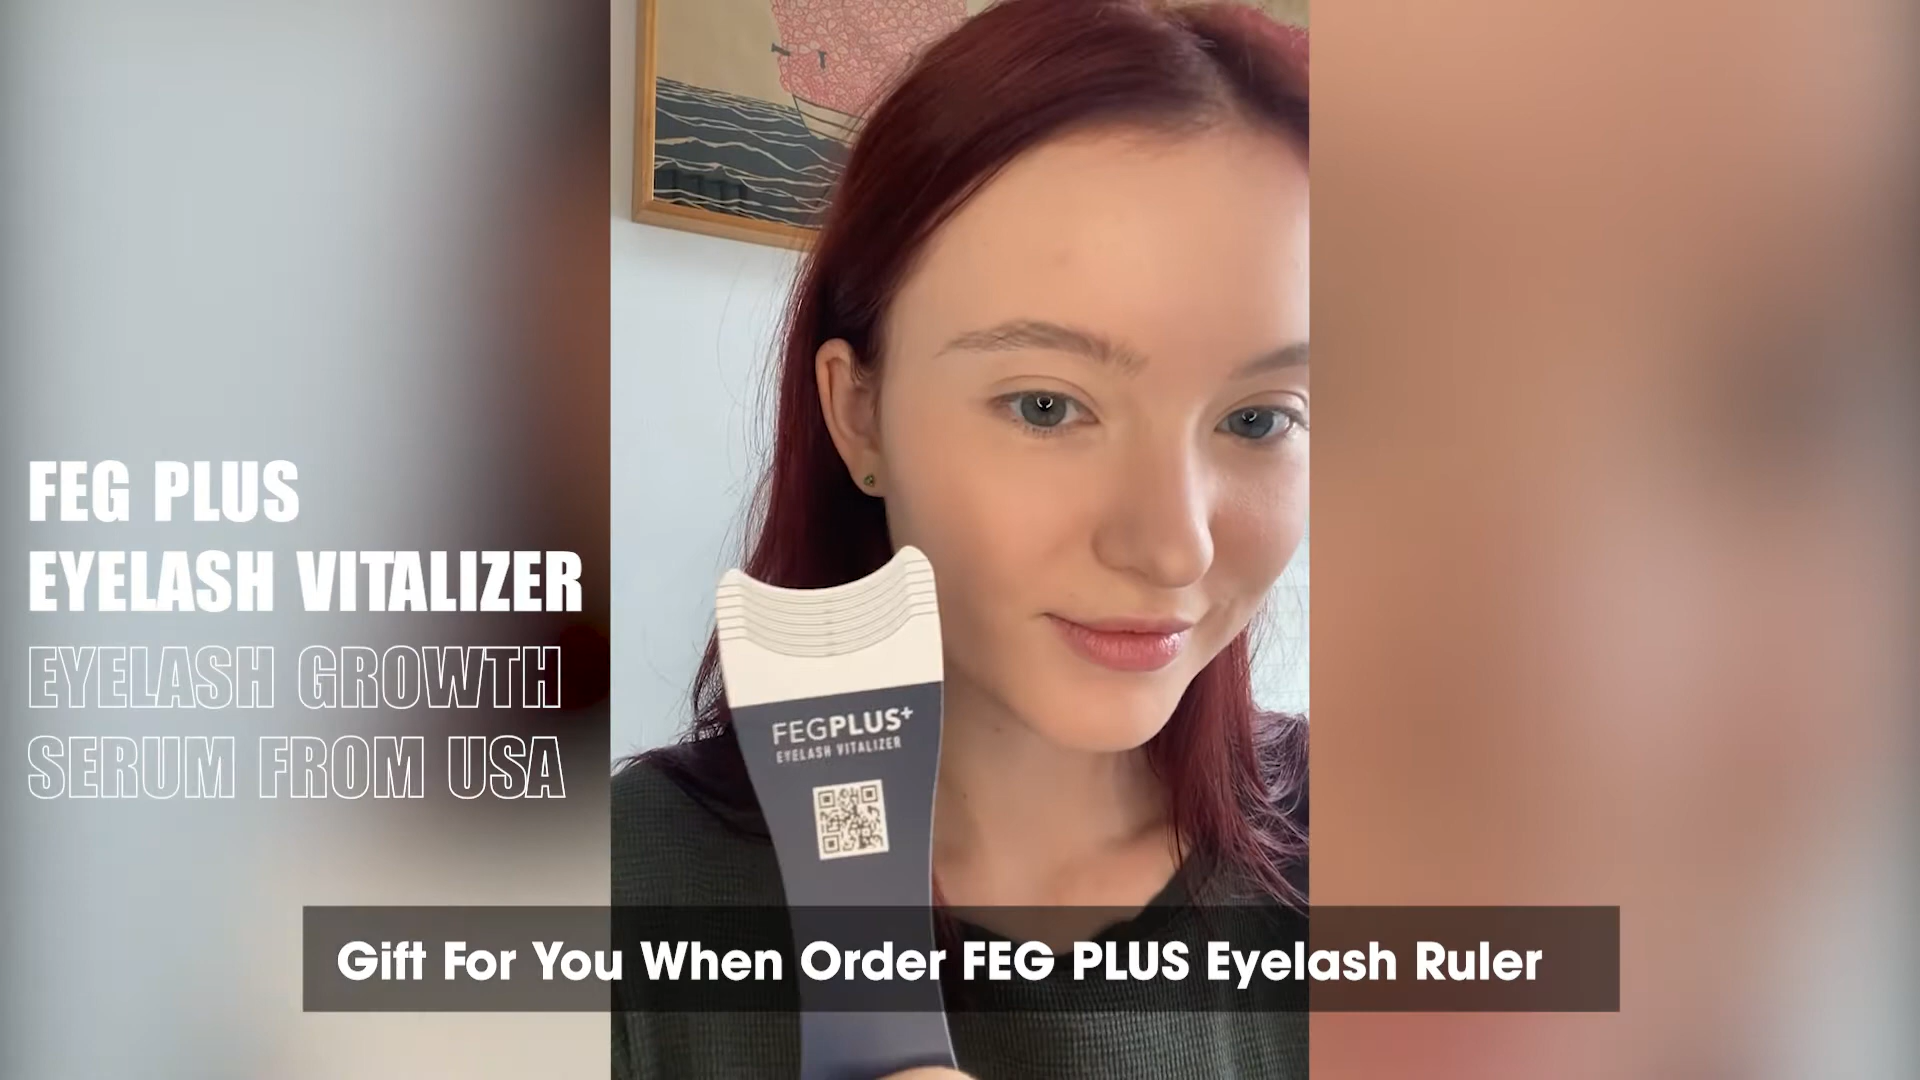 FEG PLUS
EYELASH VITALIZER
EYELASH GROWTH
SERUM FROM USA
FEGPLUS+
EYELASH VITALIZER
Gift For You When Order FEG PLUS Eyelash Ruler